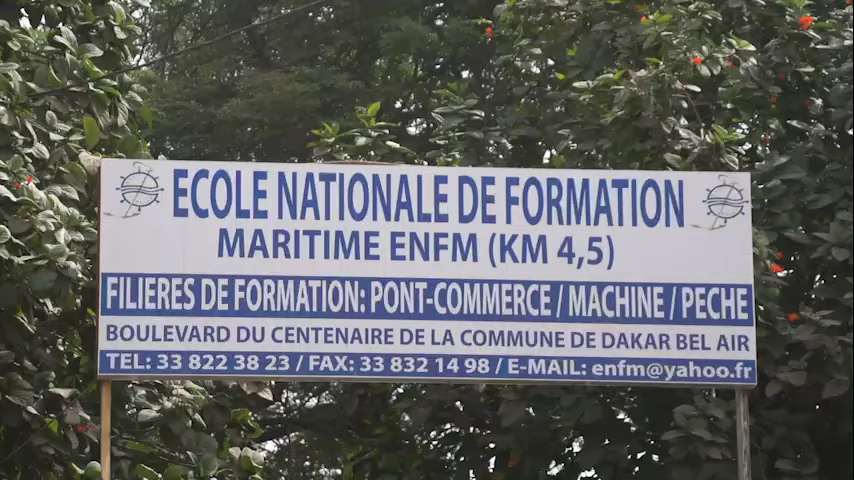 ECOLE NATIONALE DE FORMATION
MARITIME ENFM (KM 4,5)
FILIERES DE FORMATION: PONT-COMMERCE / MACHINE / PECHE
BOULEVARD DU CENTENAIRE DE LA COMMUNE DE DAKAR BEL AIR
TEL: 33 822 38 23 / FAX: 33 832 14 98 / E-MAIL: enfm@yahoo.fr